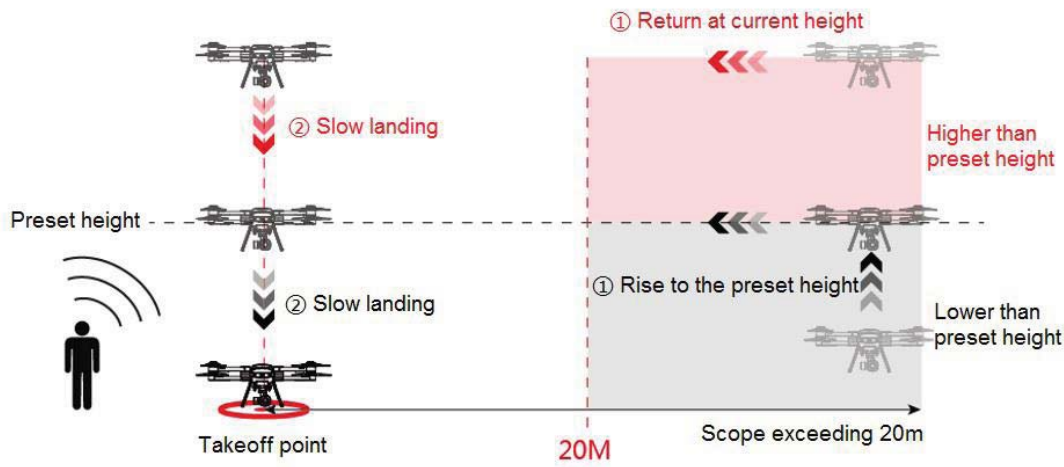 ① Return at current height
② Slow landing
Higher than
preset height
Preset height
① Rise to the preset height
② Slow landing
Lower than
preset height
Takeoff point
20M
Scope exceeding 20m